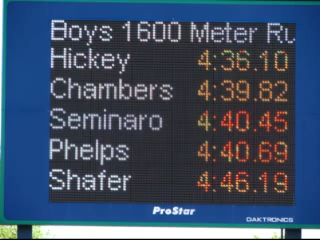 Boys 1600 Meter Ru
Hickey 4:36.10
Chambers 4:39.82
Seminaro 4:40.45
Phelps 4:40.69
Shafer 4:46.19
ProStar
DAKTRONICS